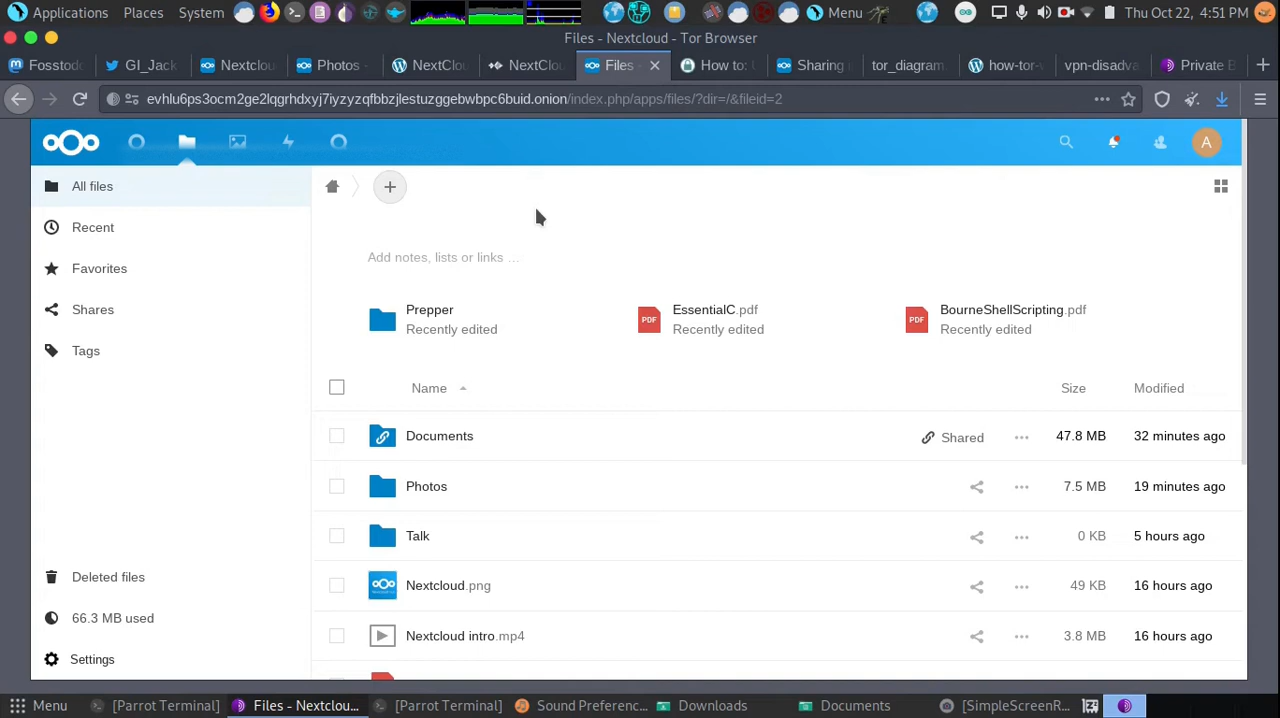 Applications Places System Menu Thu Oct 22, 4:51 PM
Files - Nextcloud - Tor Browser
Fosstod GI_Jack Nextclou Photos - NextClou NextClou Files - How to: U Sharing i tor_diagram. how-tor-w vpn-disadva Private B
evhlu6ps3ocm2ge2lqgrhdxyj7iyzyzqfbbzjlestuzggebwbpc6buid.onion/index.php/apps/files/?dir=/&fileid=2
A
All files
Recent
Favorites
Shares
Tags
Deleted files
66.3 MB used
Settings
Add notes, lists or links …
Prepper
Recently edited
PDF
EssentialC.pdf
Recently edited
PDF
BourneShellScripting.pdf
Recently edited
Name Size Modified
Documents Shared 47.8 MB 32 minutes ago
Photos 7.5 MB 19 minutes ago
Talk 0 KB 5 hours ago
Nextcloud.png 49 KB 16 hours ago
Nextcloud intro.mp4 3.8 MB 16 hours ago
Menu [Parrot Terminal] Files - Nextclou... [Parrot Terminal] Sound Preferenc... Downloads Documents [SimpleScreenR...